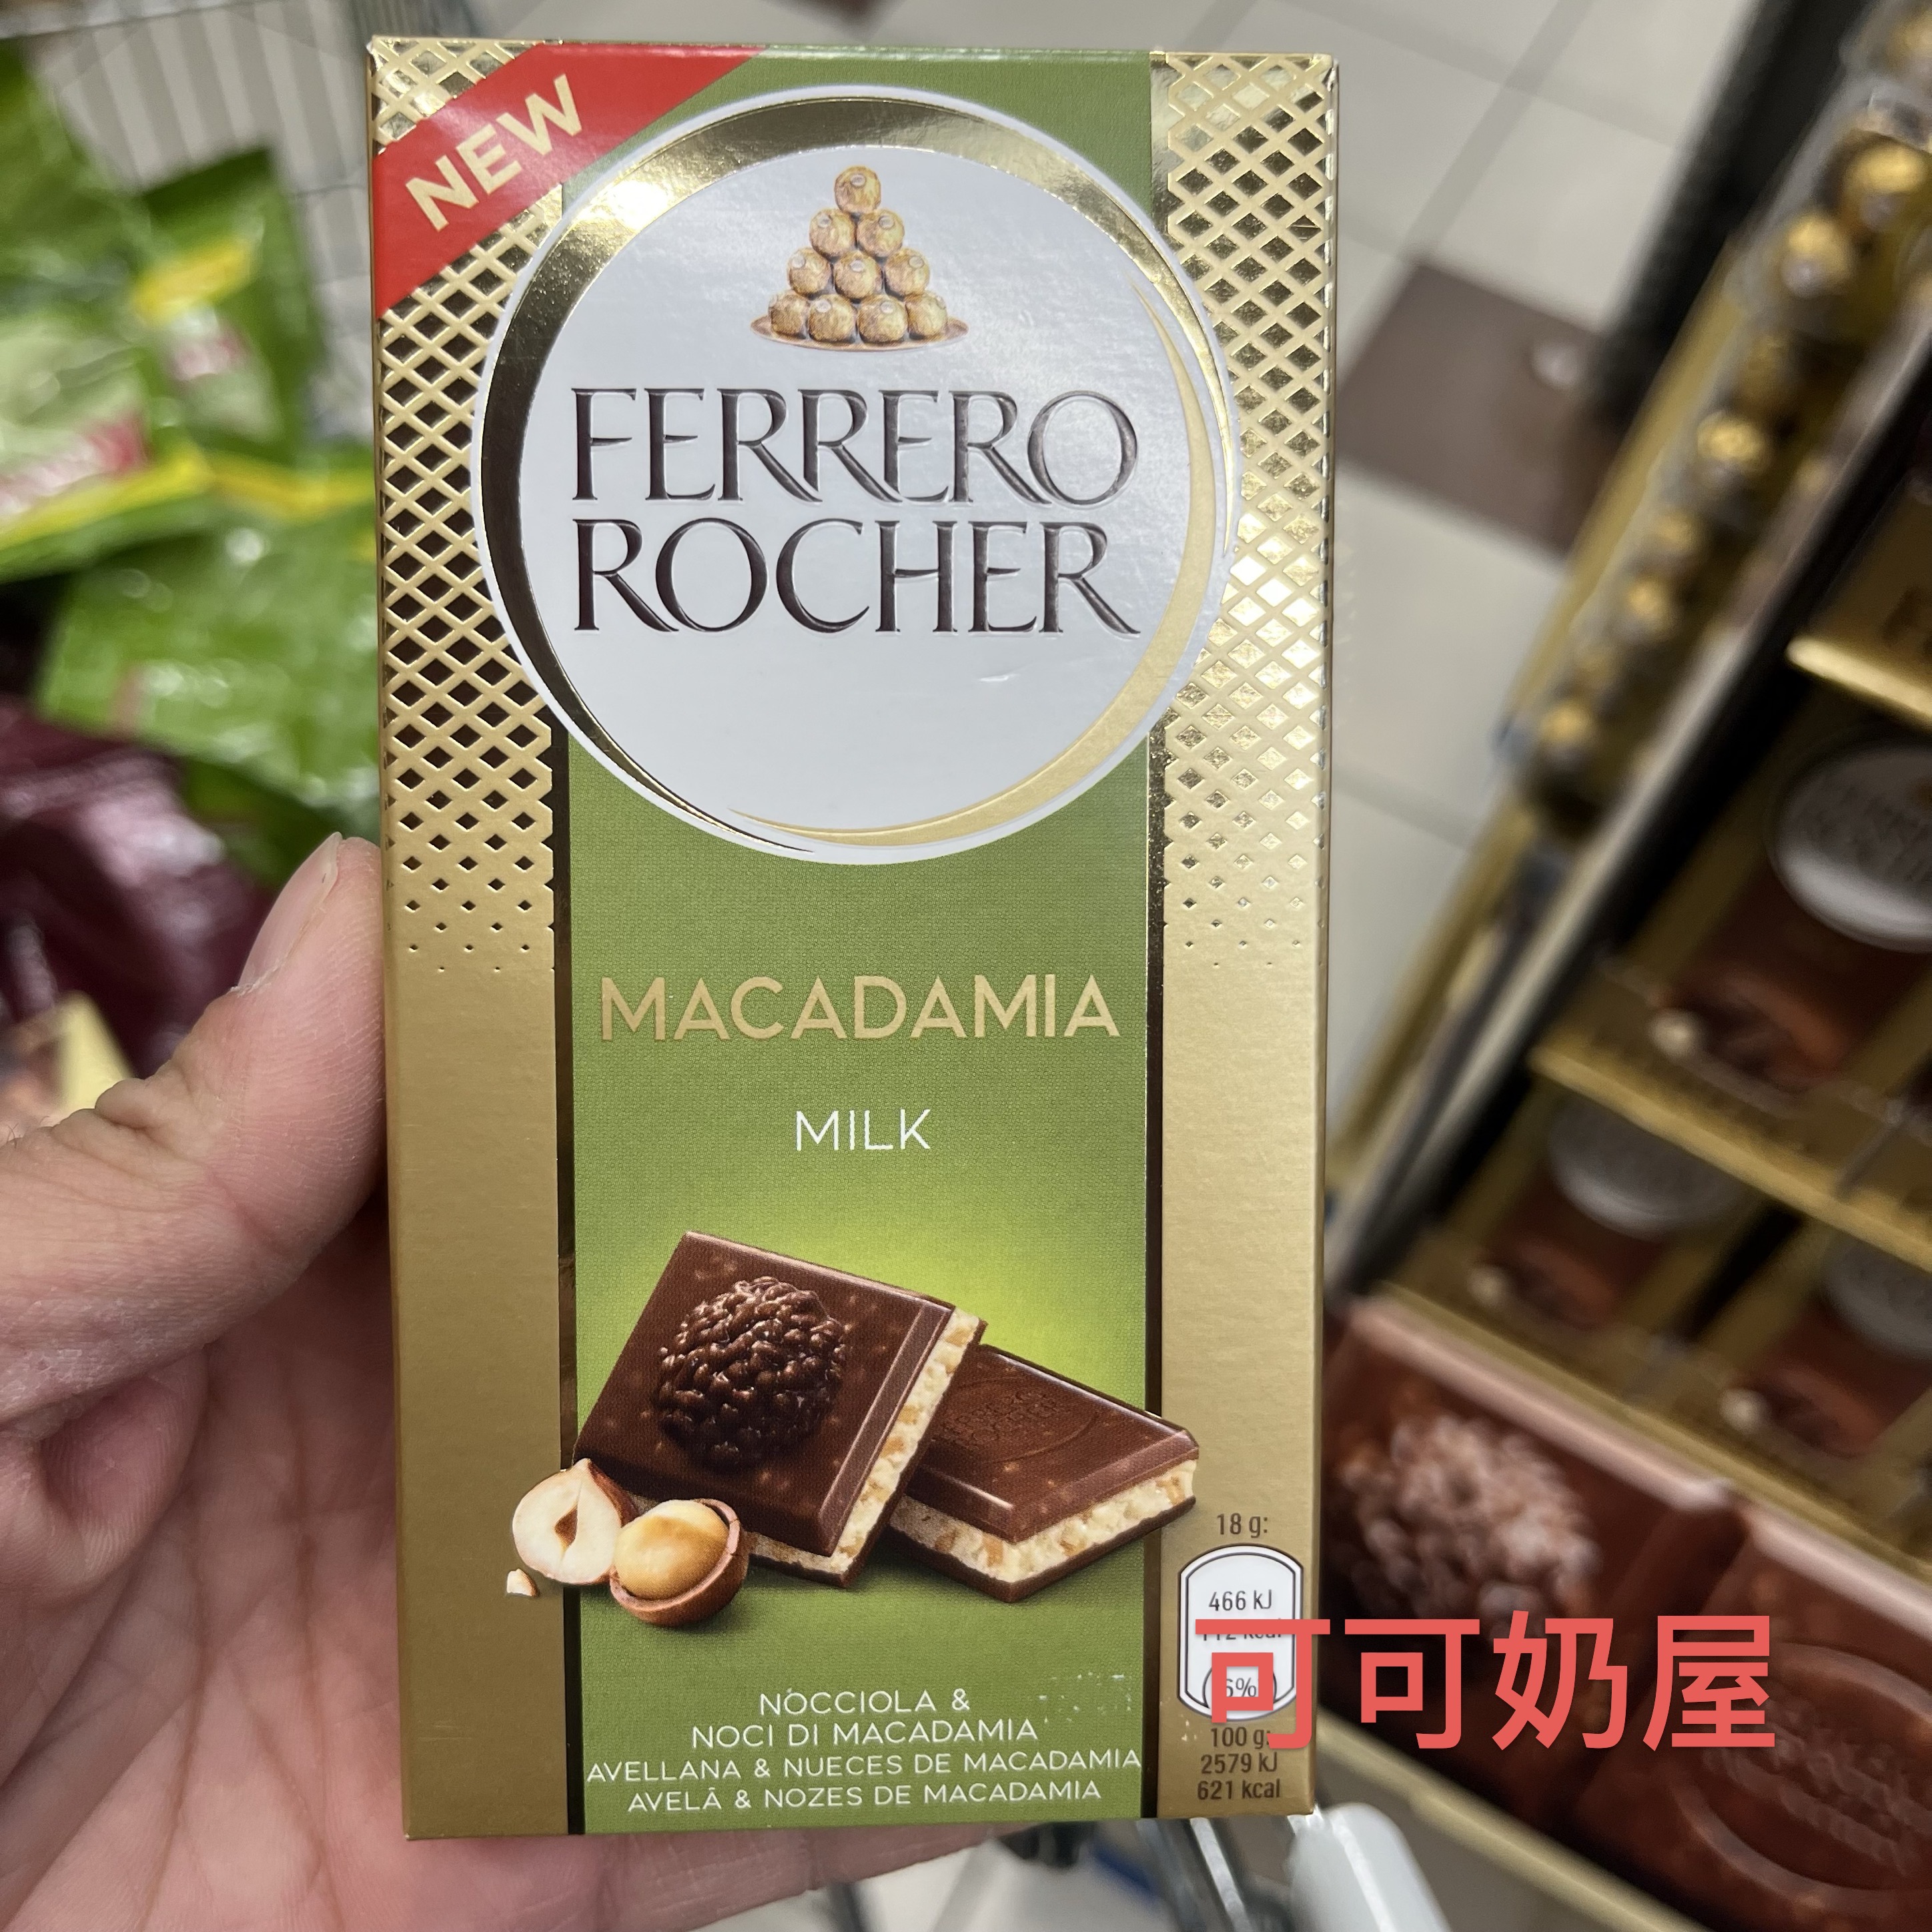 NEW
FERRERO
ROCHER
MACADAMIA
MILK
18 g:
466 kJ
可可奶屋
NOCCIOLA &
NOCI DI MACADAMIA
AVELLANA & NUECES DE MACADAMIA
AVELÃ & NOZES DE MACADAMIA
100 g:
2579 kJ
621 kcal